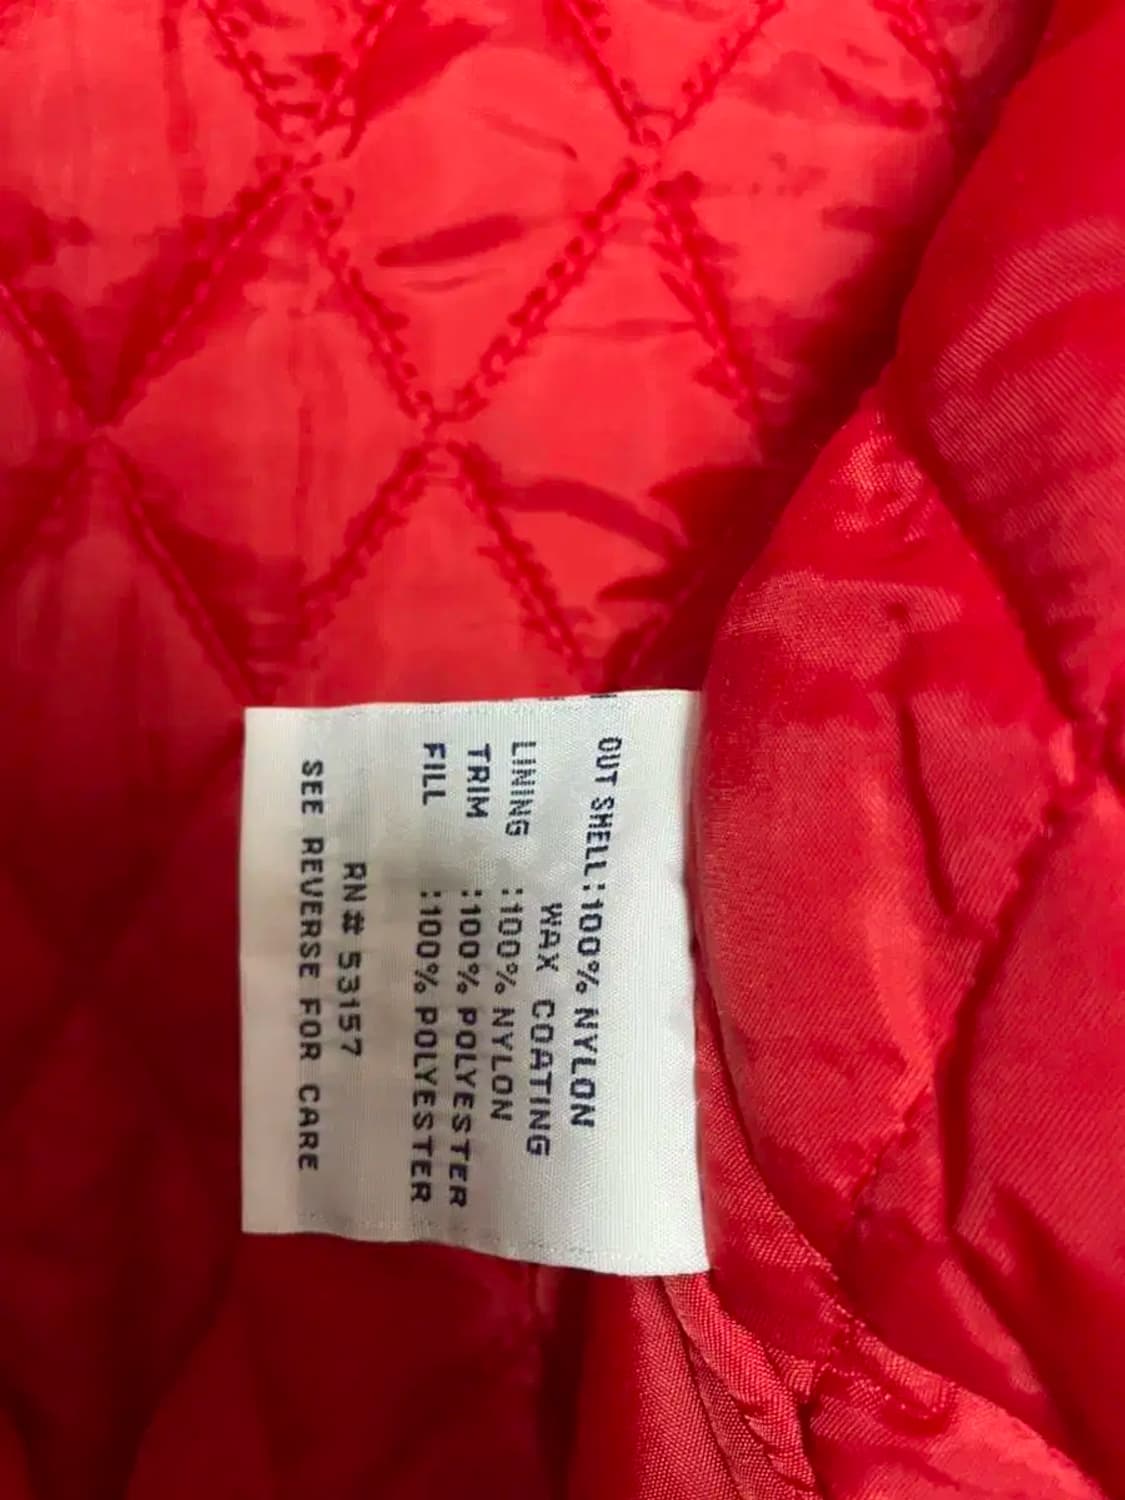 OUT SHELL:100% NYLON
WAX COATING
LINING :100% NYLON
TRIM :100% POLYESTER
FILL :100% POLYESTER
RN# 53157
SEE REVERSE FOR CARE